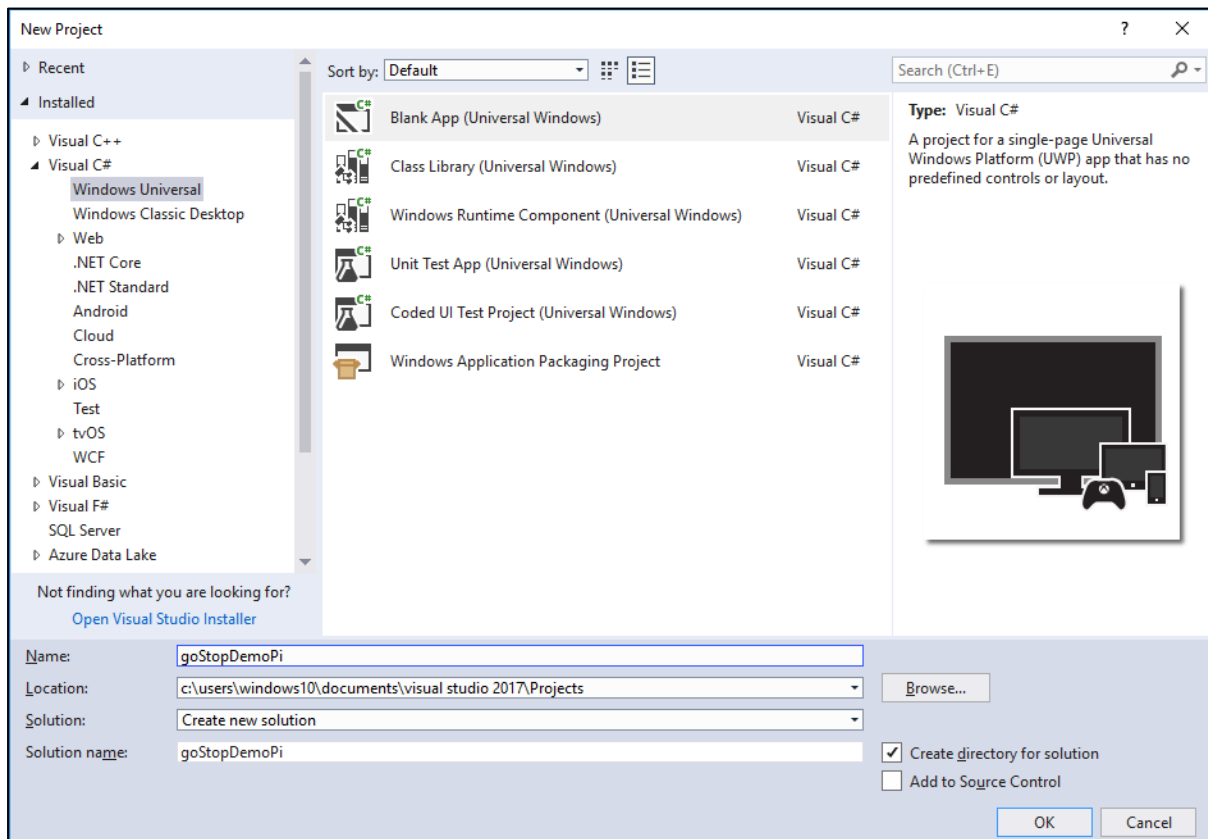 New Project
?
Recent
Installed
Visual C++
Visual C#
Windows Universal
Windows Classic Desktop
Web
.NET Core
.NET Standard
Android
Cloud
Cross-Platform
iOS
Test
tvOS
WCF
Visual Basic
Visual F#
SQL Server
Azure Data Lake
Not finding what you are looking for?
Open Visual Studio Installer
Sort by: Default
C# Blank App (Universal Windows) Visual C#
C# Class Library (Universal Windows) Visual C#
C# Windows Runtime Component (Universal Windows) Visual C#
C# Unit Test App (Universal Windows) Visual C#
C# Coded UI Test Project (Universal Windows) Visual C#
Windows Application Packaging Project Visual C#
Search (Ctrl+E)
Type: Visual C#
A project for a single-page Universal
Windows Platform (UWP) app that has no
predefined controls or layout.
Name: goStopDemoPi
Location: c:\users\windows10\documents\visual studio 2017\Projects Browse...
Solution: Create new solution
Solution name: goStopDemoPi
Create directory for solution
Add to Source Control
OK Cancel